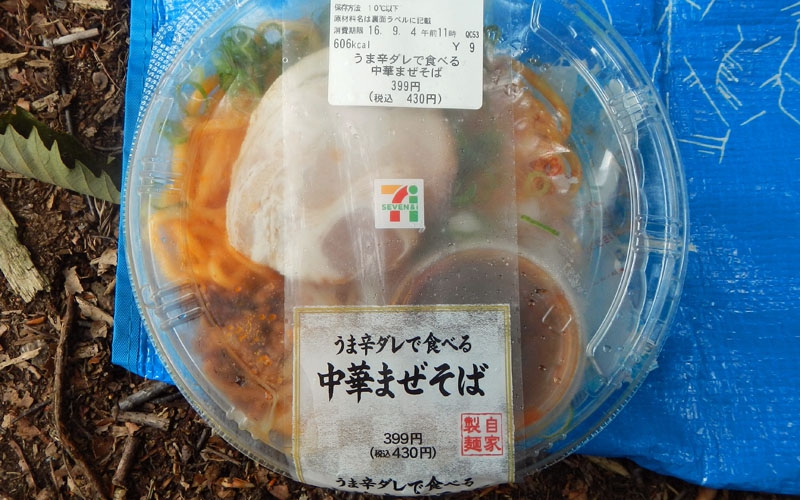 保存方法 10℃以下
原材料名は裏面ラベルに記載
消費期限 16. 9. 4 午前11時 QC53
606kcal Y 9
うま辛ダレで食べる
中華まぜそば
399円
(税込 430円)
7i
SEVEN&i
うま辛ダレで食べる
中華まぜそば
399円
(税込430円)
自家
製麺
うま辛ダレで食べる